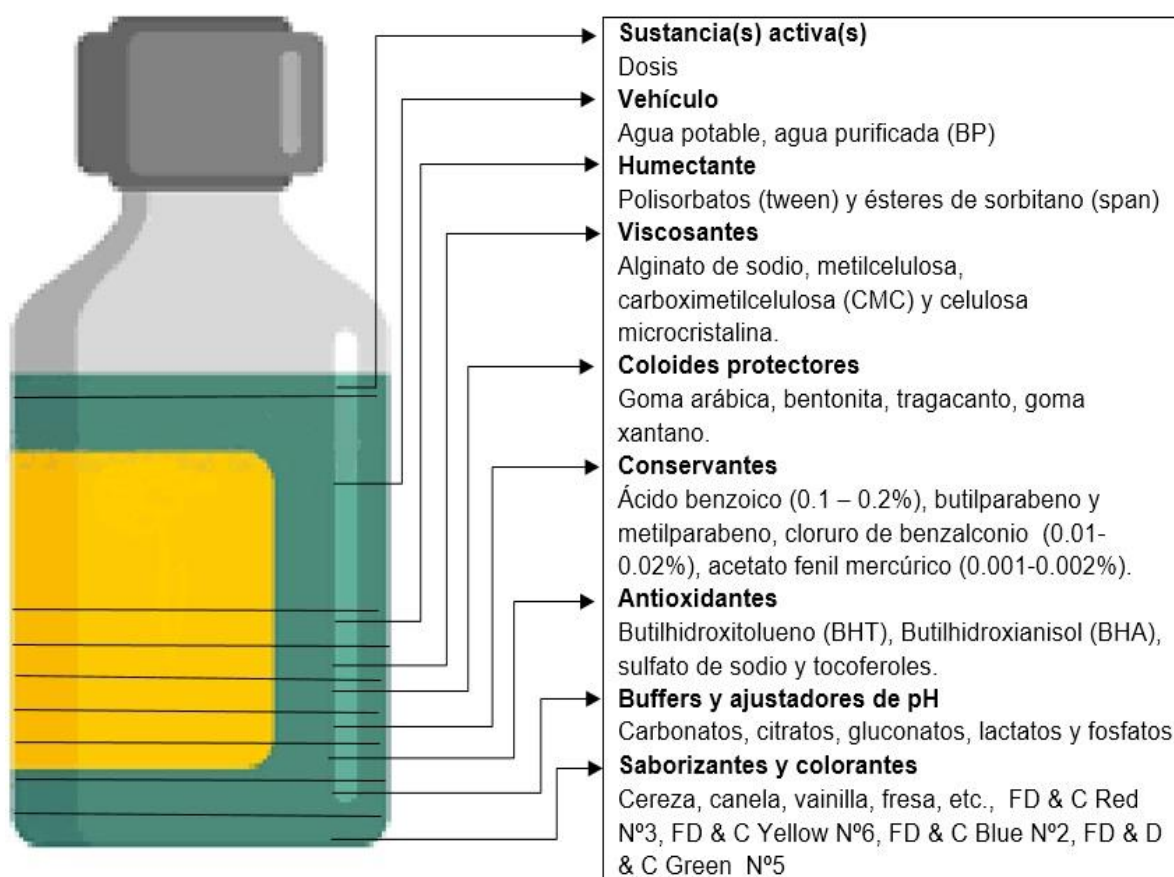 Sustancia(s) activa(s)
Dosis
Vehículo
Agua potable, agua purificada (BP)
Humectante
Polisorbatos (tween) y ésteres de sorbitano (span)
Viscosantes
Alginato de sodio, metilcelulosa,
carboximetilcelulosa (CMC) y celulosa
microcristalina.
Coloides protectores
Goma arábica, bentonita, tragacanto, goma
xantano.
Conservantes
Ácido benzoico (0.1 – 0.2%), butilparabeno y
metilparabeno, cloruro de benzalconio (0.01-
0.02%), acetato fenil mercúrico (0.001-0.002%).
Antioxidantes
Butilhidroxitolueno (BHT), Butilhidroxianisol (BHA),
sulfato de sodio y tocoferoles.
Buffers y ajustadores de pH
Carbonatos, citratos, gluconatos, lactatos y fosfatos
Saborizantes y colorantes
Cereza, canela, vainilla, fresa, etc., FD & C Red
Nº3, FD & C Yellow Nº6, FD & C Blue Nº2, FD & D
& C Green Nº5